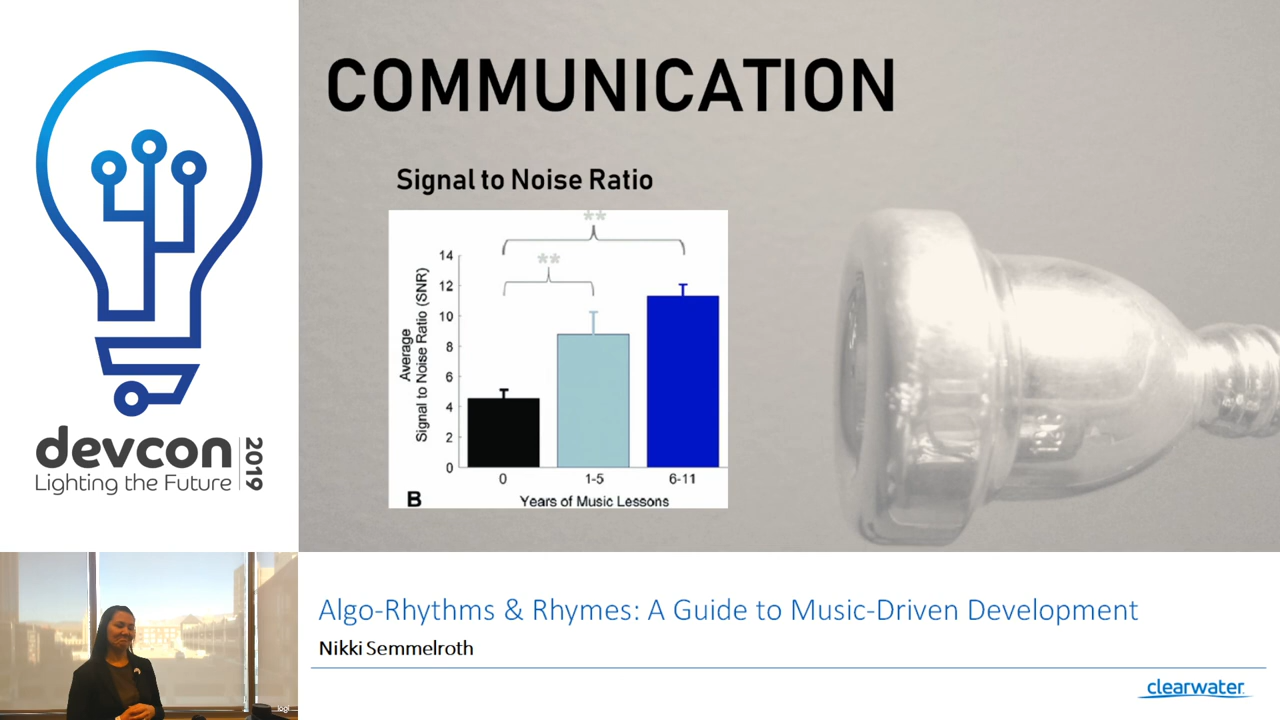 COMMUNICATION
Signal to Noise Ratio
**
**
14
12
10
8
6
4
2
0
Average
Signal to Noise Ratio (SNR)
0
1-5
6-11
B
Years of Music Lessons
devcon 2019
Lighting the Future
logi
Algo-Rhythms & Rhymes: A Guide to Music-Driven Development
Nikki Semmelroth
clearwater